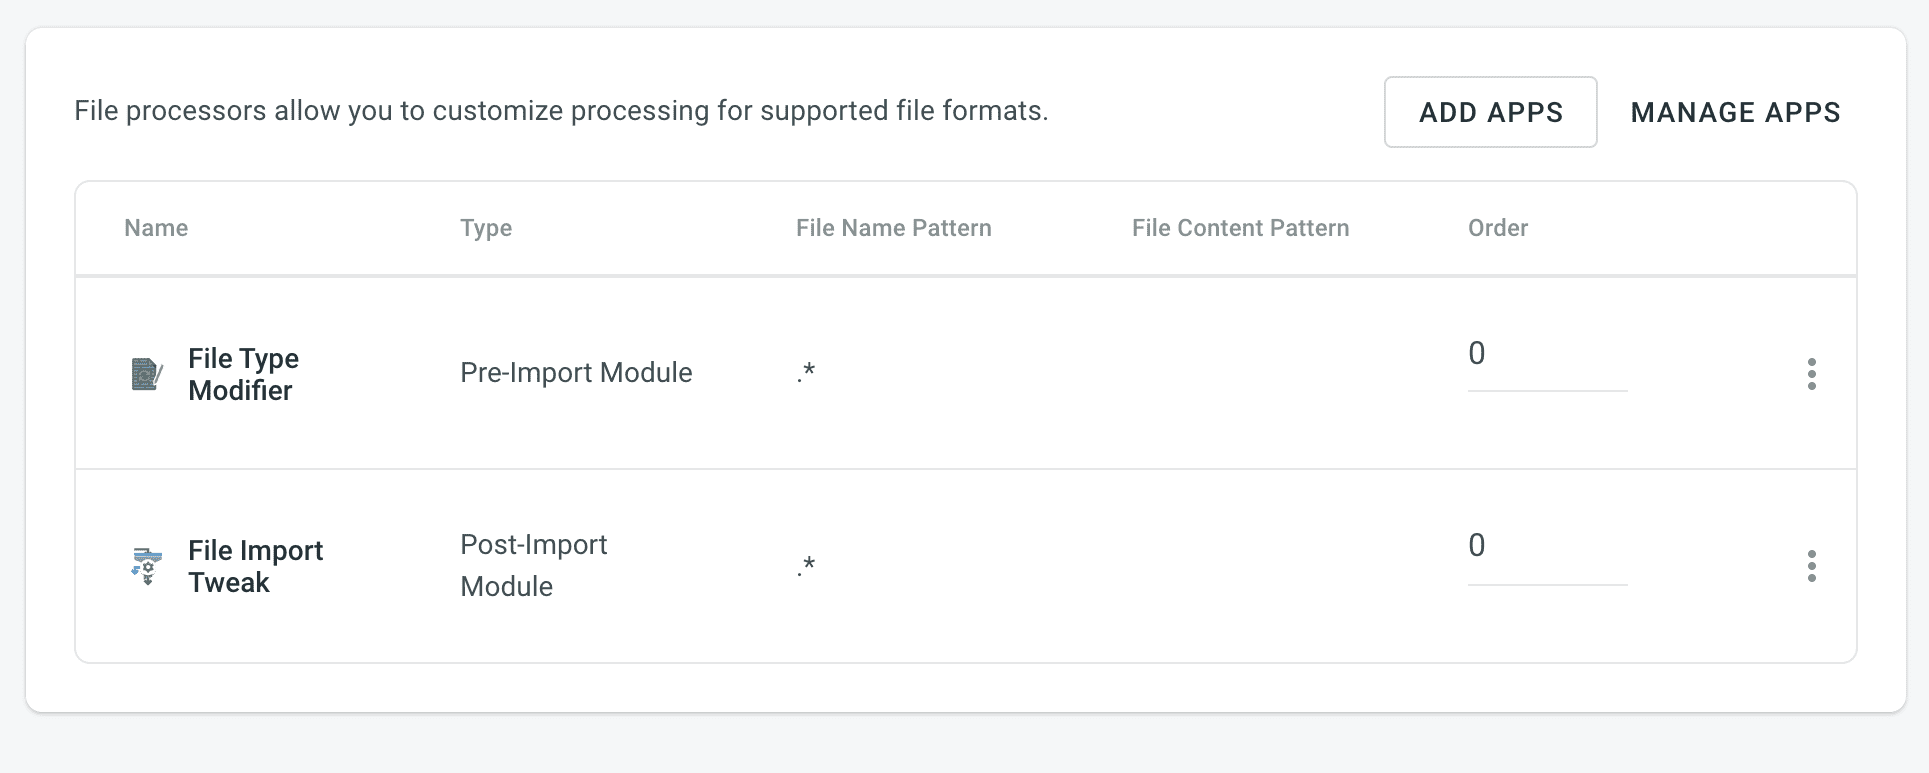 File processors allow you to customize processing for supported file formats.
ADD APPS
MANAGE APPS
Name
Type
File Name Pattern
File Content Pattern
Order
File Type
Modifier
Pre-Import Module
.*
0
File Import
Tweak
Post-Import
Module
.*
0